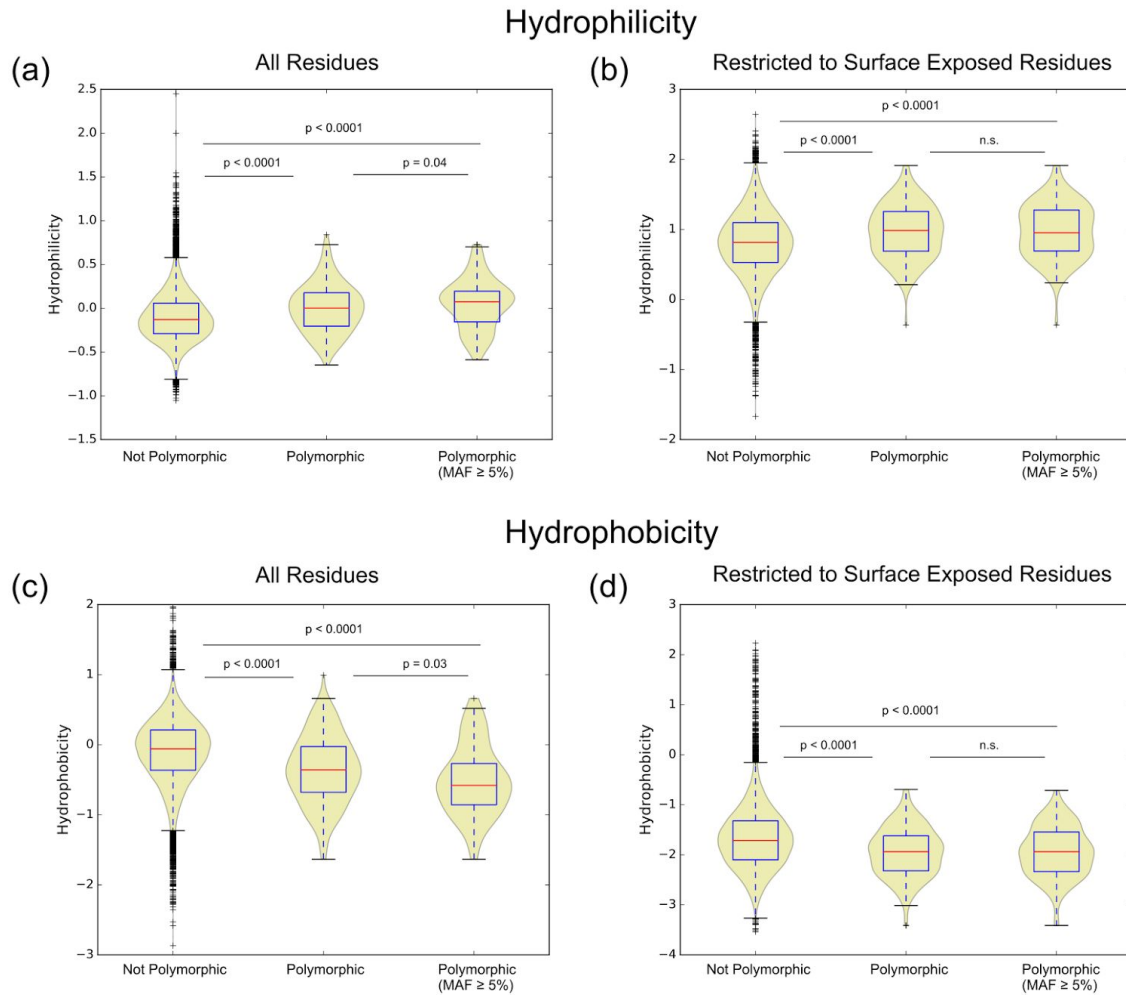 Hydrophilicity
(a)
All Residues
2.5
2.0
1.5
1.0
0.5
0.0
−0.5
−1.0
−1.5
Hydrophilicity
p < 0.0001
p < 0.0001
p = 0.04
Not Polymorphic
Polymorphic
Polymorphic
(MAF ≥ 5%)
(b)
Restricted to Surface Exposed Residues
3
2
1
0
−1
−2
Hydrophilicity
p < 0.0001
p < 0.0001
n.s.
Not Polymorphic
Polymorphic
Polymorphic
(MAF ≥ 5%)
Hydrophobicity
(c)
All Residues
2
1
0
−1
−2
−3
Hydrophobicity
p < 0.0001
p < 0.0001
p = 0.03
Not Polymorphic
Polymorphic
Polymorphic
(MAF ≥ 5%)
(d)
Restricted to Surface Exposed Residues
3
2
1
0
−1
−2
−3
−4
Hydrophobicity
p < 0.0001
p < 0.0001
n.s.
Not Polymorphic
Polymorphic
Polymorphic
(MAF ≥ 5%)